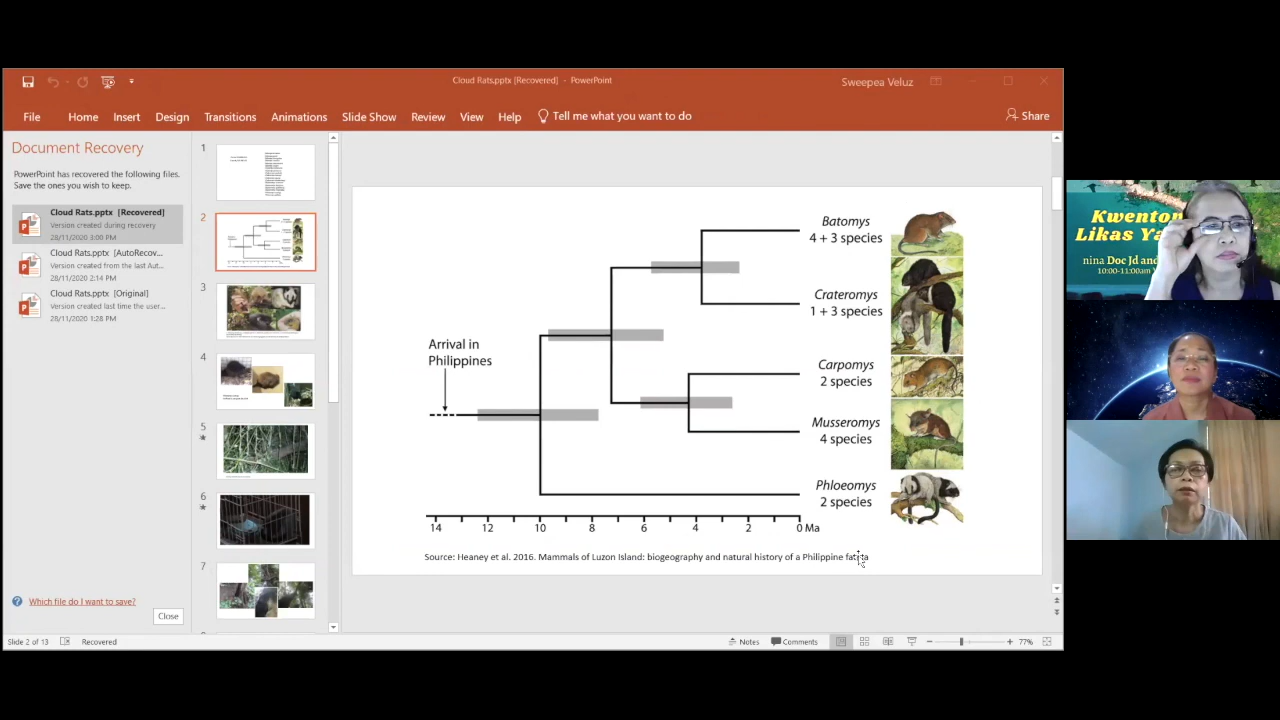 Cloud Rats.pptx [Recovered] - PowerPoint
Sweepea Veluz
File Home Insert Design Transitions Animations Slide Show Review View Help Tell me what you want to do
Share
Document Recovery
PowerPoint has recovered the following files.
Save the ones you wish to keep.
Cloud Rats.pptx [Recovered]
Version created during recovery
28/11/2020 3:00 PM
Cloud Rats.pptx [AutoRecov...
Version created from the last Aut...
28/11/2020 2:14 PM
Cloud Rats.pptx [Original]
Version created last time the user...
28/11/2020 1:28 PM
Which file do I want to save?
Close
1
2
3
4
5
6
7
Arrival in
Philippines
Batomys
4 + 3 species
Crateromys
1 + 3 species
Carpomys
2 species
Musseromys
4 species
Phloeomys
2 species
14 12 10 8 6 4 2 0 Ma
Source: Heaney et al. 2016. Mammals of Luzon Island: biogeography and natural history of a Philippine
Kwenton
Likas Ya
nina Doc Jd and
10:00-11:00am
Slide 2 of 13
Recovered
Notes
Comments
77%